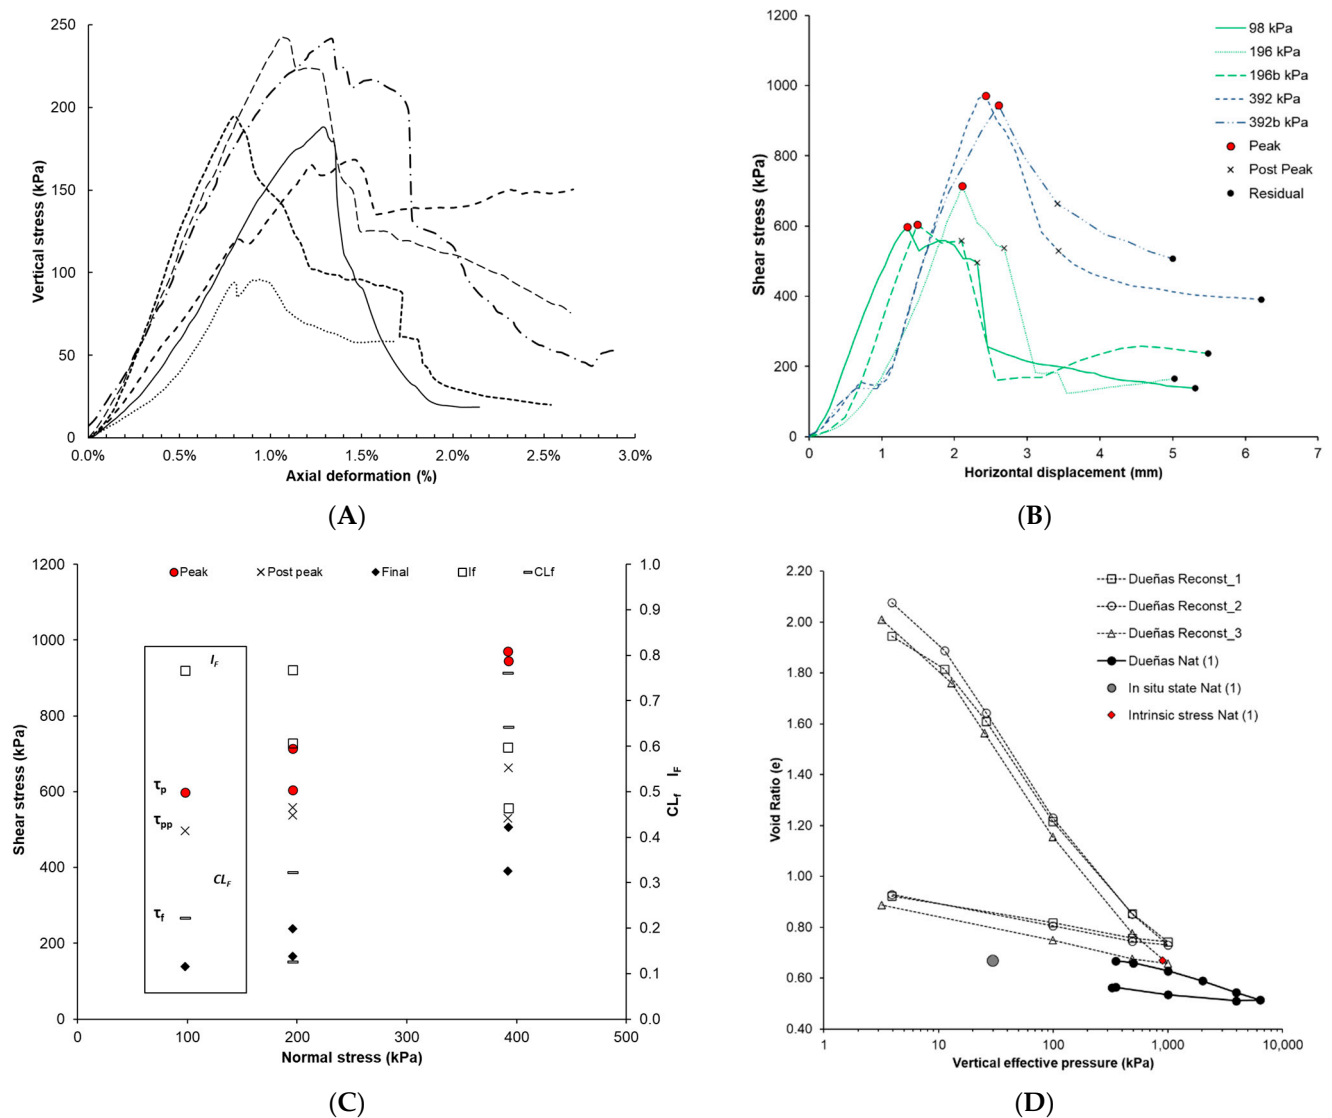 250
200
150
100
50
0
Vertical stress (kPa)
0.0% 0.5% 1.0% 1.5% 2.0% 2.5% 3.0%
Axial deformation (%)
(A)
1200
1000
800
600
400
200
0
Shear stress (kPa)
0 1 2 3 4 5 6 7
Horizontal displacement (mm)
98 kPa
196 kPa
196b kPa
392 kPa
392b kPa
Peak
Post Peak
Residual
(B)
1200
1000
800
600
400
200
0
Shear stress (kPa)
Peak Post peak Final If CLf
I_F
τ_p
τ_pp
CL_F
τ_f
1.0
0.9
0.8
0.7
0.6
0.5
0.4
0.3
0.2
0.1
0.0
CL_f I_F
0 100 200 300 400 500
Normal stress (kPa)
(C)
2.20
2.00
1.80
1.60
1.40
1.20
1.00
0.80
0.60
0.40
Void Ratio (e)
Dueñas Reconst_1
Dueñas Reconst_2
Dueñas Reconst_3
Dueñas Nat (1)
In situ state Nat (1)
Intrinsic stress Nat (1)
1 10 100 1,000 10,000
Vertical effective pressure (kPa)
(D)